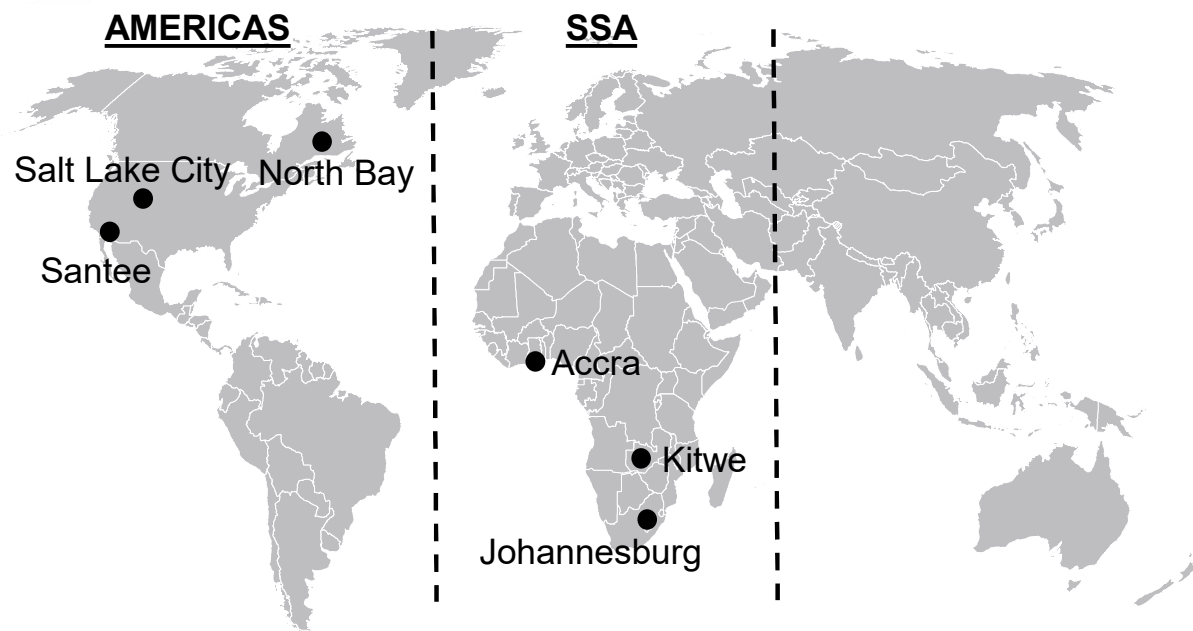 AMERICAS
SSA
Salt Lake City
North Bay
Santee
Accra
Kitwe
Johannesburg